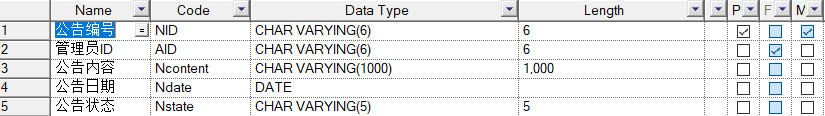 Name Code Data Type Length P F M
1 公告编号 = NID CHAR VARYING(6) 6
2 管理员ID AID CHAR VARYING(6) 6
3 公告内容 Ncontent CHAR VARYING(1000) 1,000
4 公告日期 Ndate DATE
5 公告状态 Nstate CHAR VARYING(5) 5